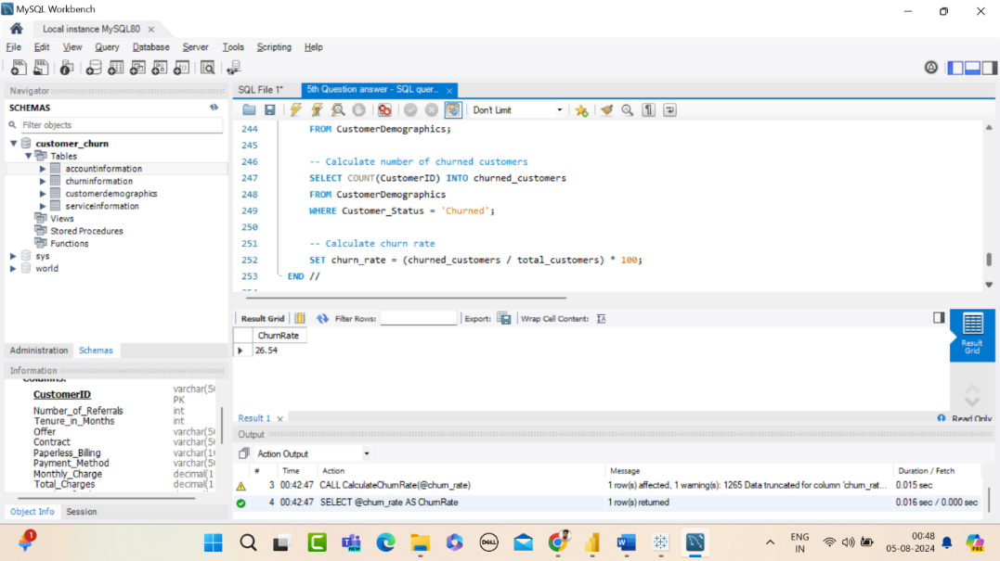 MySQL Workbench
Local instance MySQL80
File Edit View Query Database Server Tools Scripting Help
Navigator
SCHEMAS
Filter objects
customer_churn
Tables
accountinformation
churninformation
customerdemographics
serviceinformation
Views
Stored Procedures
Functions
sys
world
Administration Schemas
Information
Columns:
CustomerID varchar(50
PK
Number_of_Referrals int
Tenure_in_Months int
Offer varchar(50
Contract varchar(50
Paperless_Billing varchar(10
Payment_Method varchar(50
Monthly_Charge decimal(1
Total_Charges decimal(1
Object Info Session
SQL File 1* 5th Question answer - SQL quer..
Don't Limit
244 FROM CustomerDemographics;
245
246 -- Calculate number of churned customers
247 SELECT COUNT(CustomerID) INTO churned_customers
248 FROM CustomerDemographics
249 WHERE Customer_Status = 'Churned';
250
251 -- Calculate churn rate
252 SET churn_rate = (churned_customers / total_customers) * 100;
253 END //
Result Grid Filter Rows: Export: Wrap Cell Content:
ChurnRate
26.54
Result Grid
Result 1 Read Only
Output
Action Output
# Time Action Message Duration / Fetch
3 00:42:47 CALL CalculateChurnRate(@churn_rate) 1 row(s) affected, 1 warning(s): 1265 Data truncated for column 'churn_rat... 0.015 sec
4 00:42:47 SELECT @churn_rate AS ChurnRate 1 row(s) returned 0.016 sec / 0.000 sec
1
NEW
DELL
ENG
IN
00:48
05-08-2024
PRE